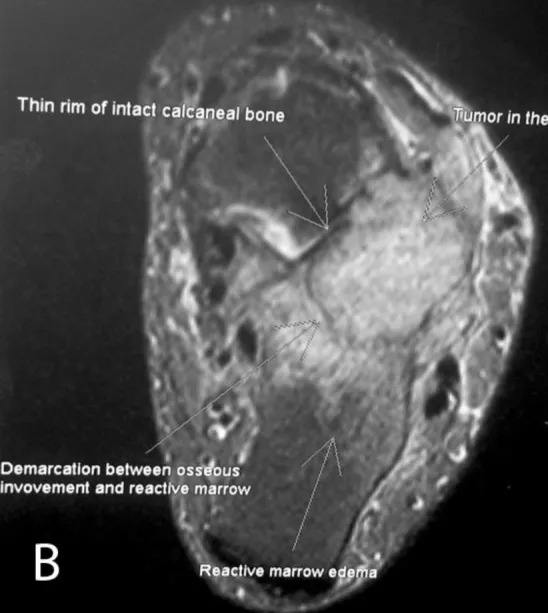 Thin rim of intact calcaneal bone
Tumor in the
Demarcation between osseous
invovement and reactive marrow
B
Reactive marrow edema